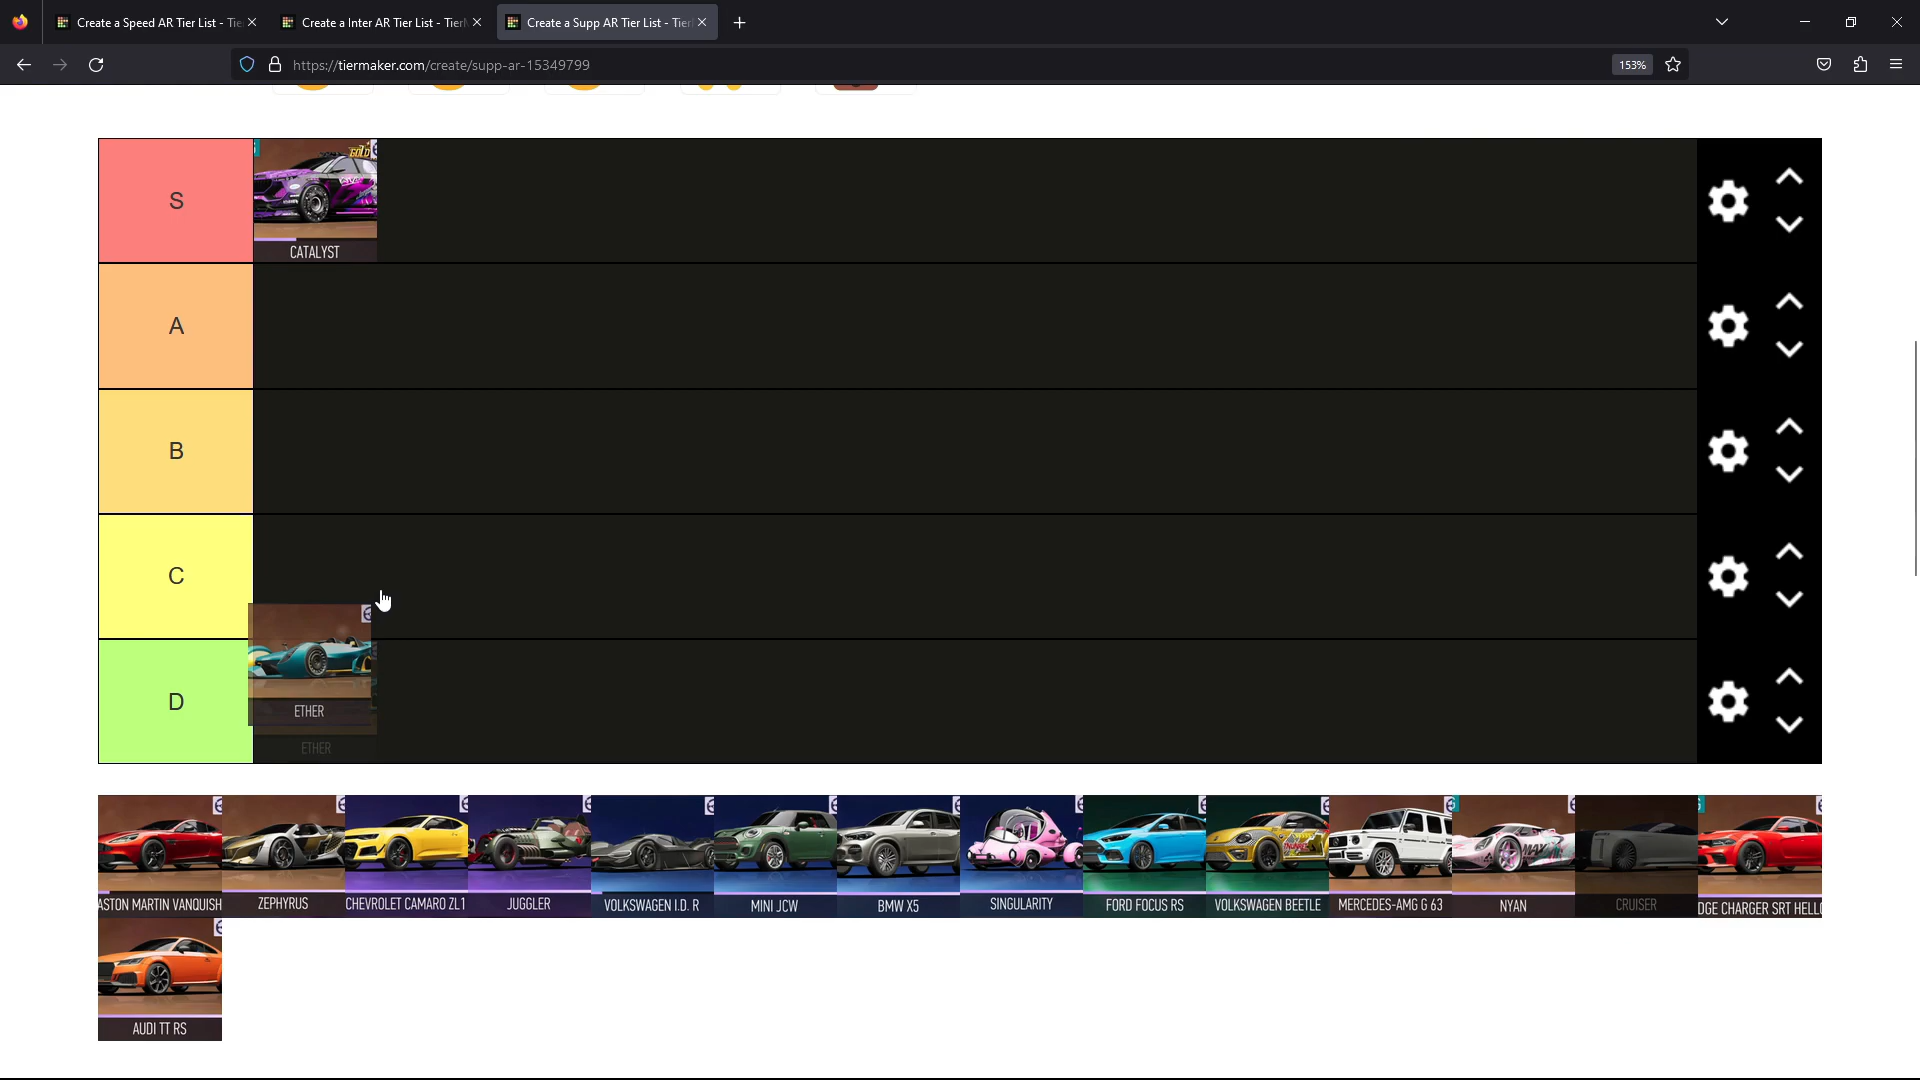 Create a Speed AR Tier List - Tie
Create a Inter AR Tier List - Tier
Create a Supp AR Tier List - Tier
https://tiermaker.com/create/supp-ar-15349799
153%
S
GOLD
CATALYST
A
B
C
D
ETHER
ETHER
ASTON MARTIN VANQUISH
ZEPHYRUS
CHEVROLET CAMARO ZL1
JUGGLER
VOLKSWAGEN I.D. R
MINI JCW
BMW X5
SINGULARITY
FORD FOCUS RS
VOLKSWAGEN BEETLE
MERCEDES-AMG G 63
NYAN
CRUISER
DGE CHARGER SRT HELLC
AUDI TT RS